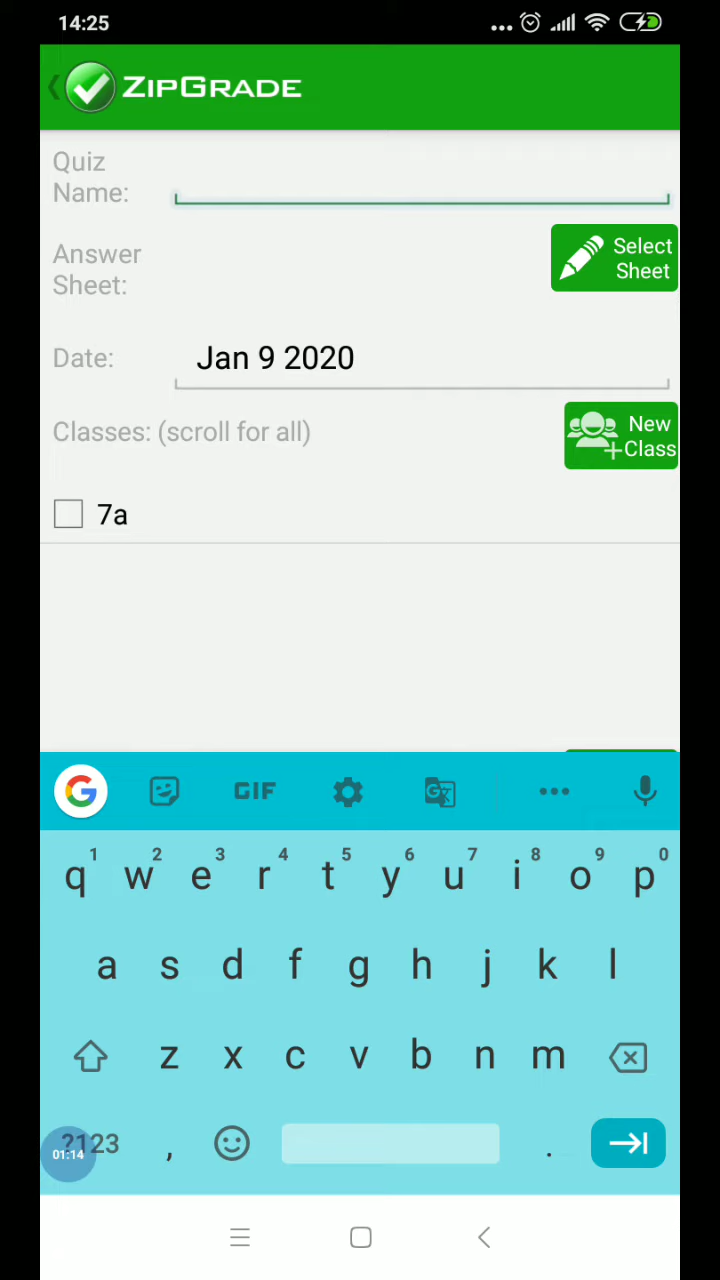 14:25
ZIPGRADE
Quiz
Name:
Answer
Sheet:
Select
Sheet
Date:
Jan 9 2020
Classes: (scroll for all)
New
+Class
7a
G GIF G
1 2 3 4 5 6 7 8 9 0
q w e r t y u i o p
a s d f g h j k l
z x c v b n m
?123 , .
01:14